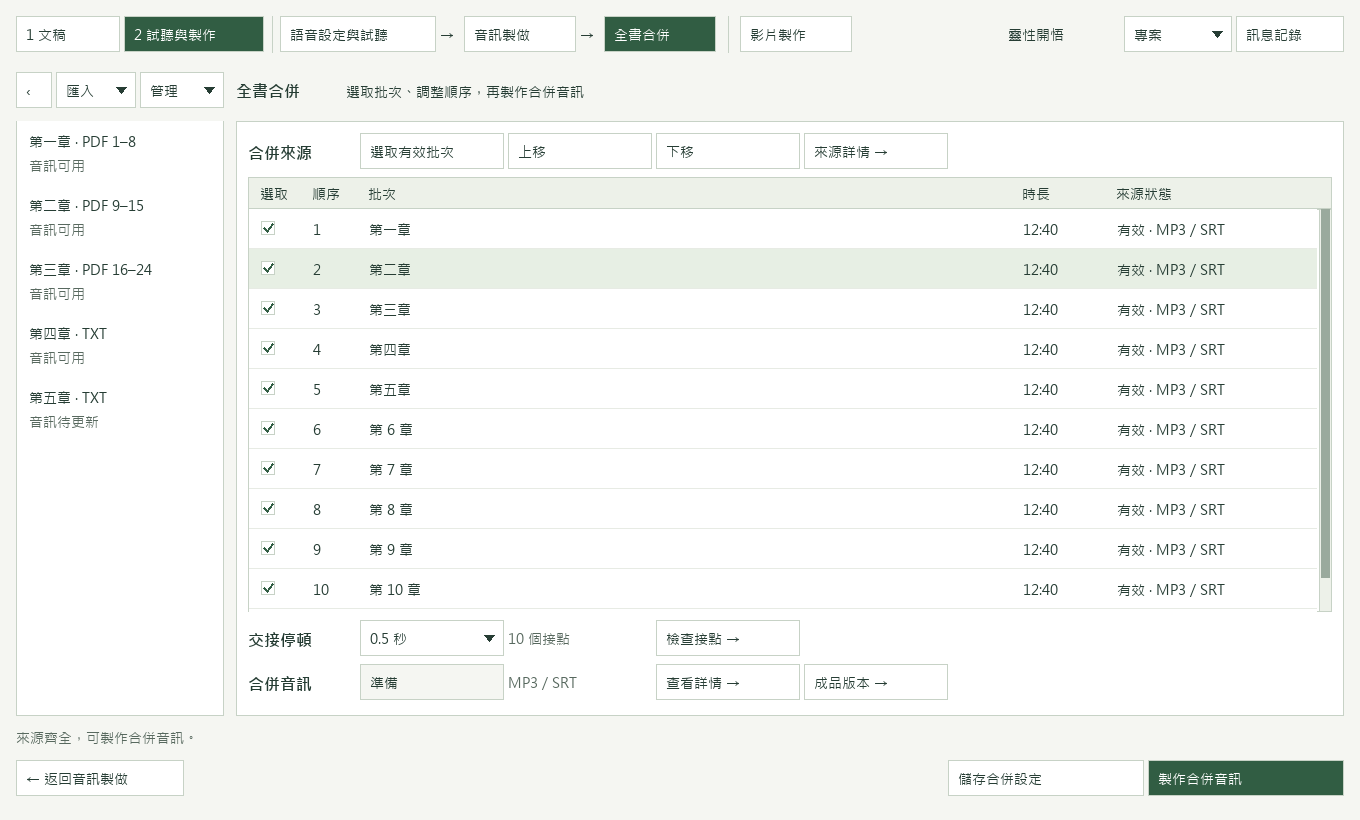 1 文稿 2 試聽與製作 語音設定與試聽 → 音訊製做 → 全書合併 影片製作 靈性開悟 專案 訊息記錄
‹ 匯入 管理 全書合併 選取批次、調整順序，再製作合併音訊
第一章 · PDF 1–8
音訊可用
第二章 · PDF 9–15
音訊可用
第三章 · PDF 16–24
音訊可用
第四章 · TXT
音訊可用
第五章 · TXT
音訊待更新
合併來源 選取有效批次 上移 下移 來源詳情 →
選取 順序 批次 時長 來源狀態
1 第一章 12:40 有效 · MP3 / SRT
2 第二章 12:40 有效 · MP3 / SRT
3 第三章 12:40 有效 · MP3 / SRT
4 第四章 12:40 有效 · MP3 / SRT
5 第五章 12:40 有效 · MP3 / SRT
6 第 6 章 12:40 有效 · MP3 / SRT
7 第 7 章 12:40 有效 · MP3 / SRT
8 第 8 章 12:40 有效 · MP3 / SRT
9 第 9 章 12:40 有效 · MP3 / SRT
10 第 10 章 12:40 有效 · MP3 / SRT
交接停頓 0.5 秒 10 個接點 檢查接點 →
合併音訊 準備 MP3 / SRT 查看詳情 → 成品版本 →
來源齊全，可製作合併音訊。
← 返回音訊製做 儲存合併設定 製作合併音訊